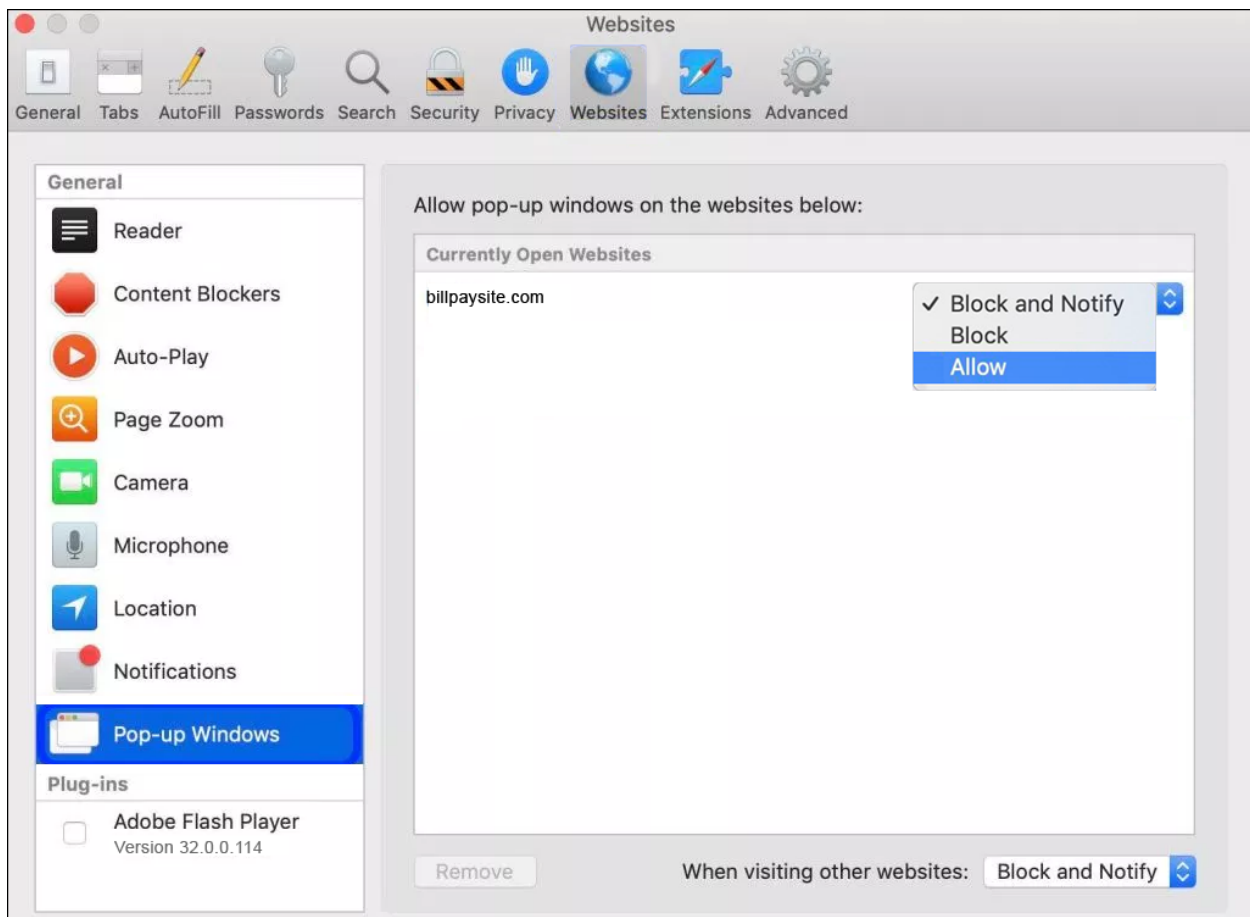 Websites
General Tabs AutoFill Passwords Search Security Privacy Websites Extensions Advanced
General
Reader
Content Blockers
Auto-Play
Page Zoom
Camera
Microphone
Location
Notifications
Pop-up Windows
Plug-ins
Adobe Flash Player
Version 32.0.0.114
Allow pop-up windows on the websites below:
Currently Open Websites
billpaysite.com
Block and Notify
Block
Allow
Remove
When visiting other websites: Block and Notify